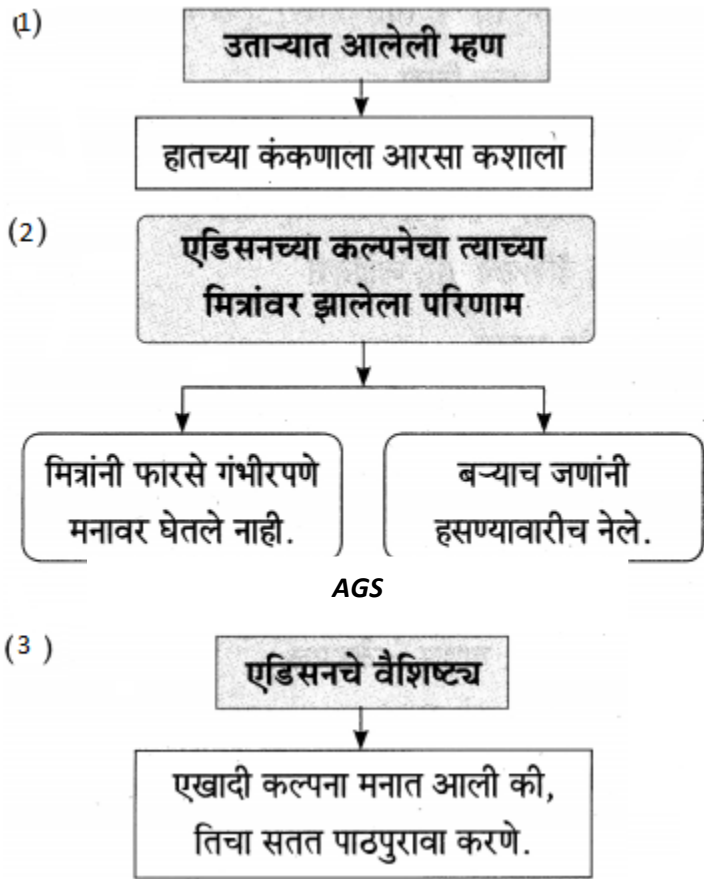 (1)
उताऱ्यात आलेली म्हण
हातच्या कंकणाला आरसा कशाला
(2)
एडिसनच्या कल्पनेचा त्याच्या
मित्रांवर झालेला परिणाम
मित्रांनी फारसे गंभीरपणे
मनावर घेतले नाही.
बऱ्याच जणांनी
हसण्यावारीच नेले.
AGS
(3 )
एडिसनचे वैशिष्ट्य
एखादी कल्पना मनात आली की,
तिचा सतत पाठपुरावा करणे.